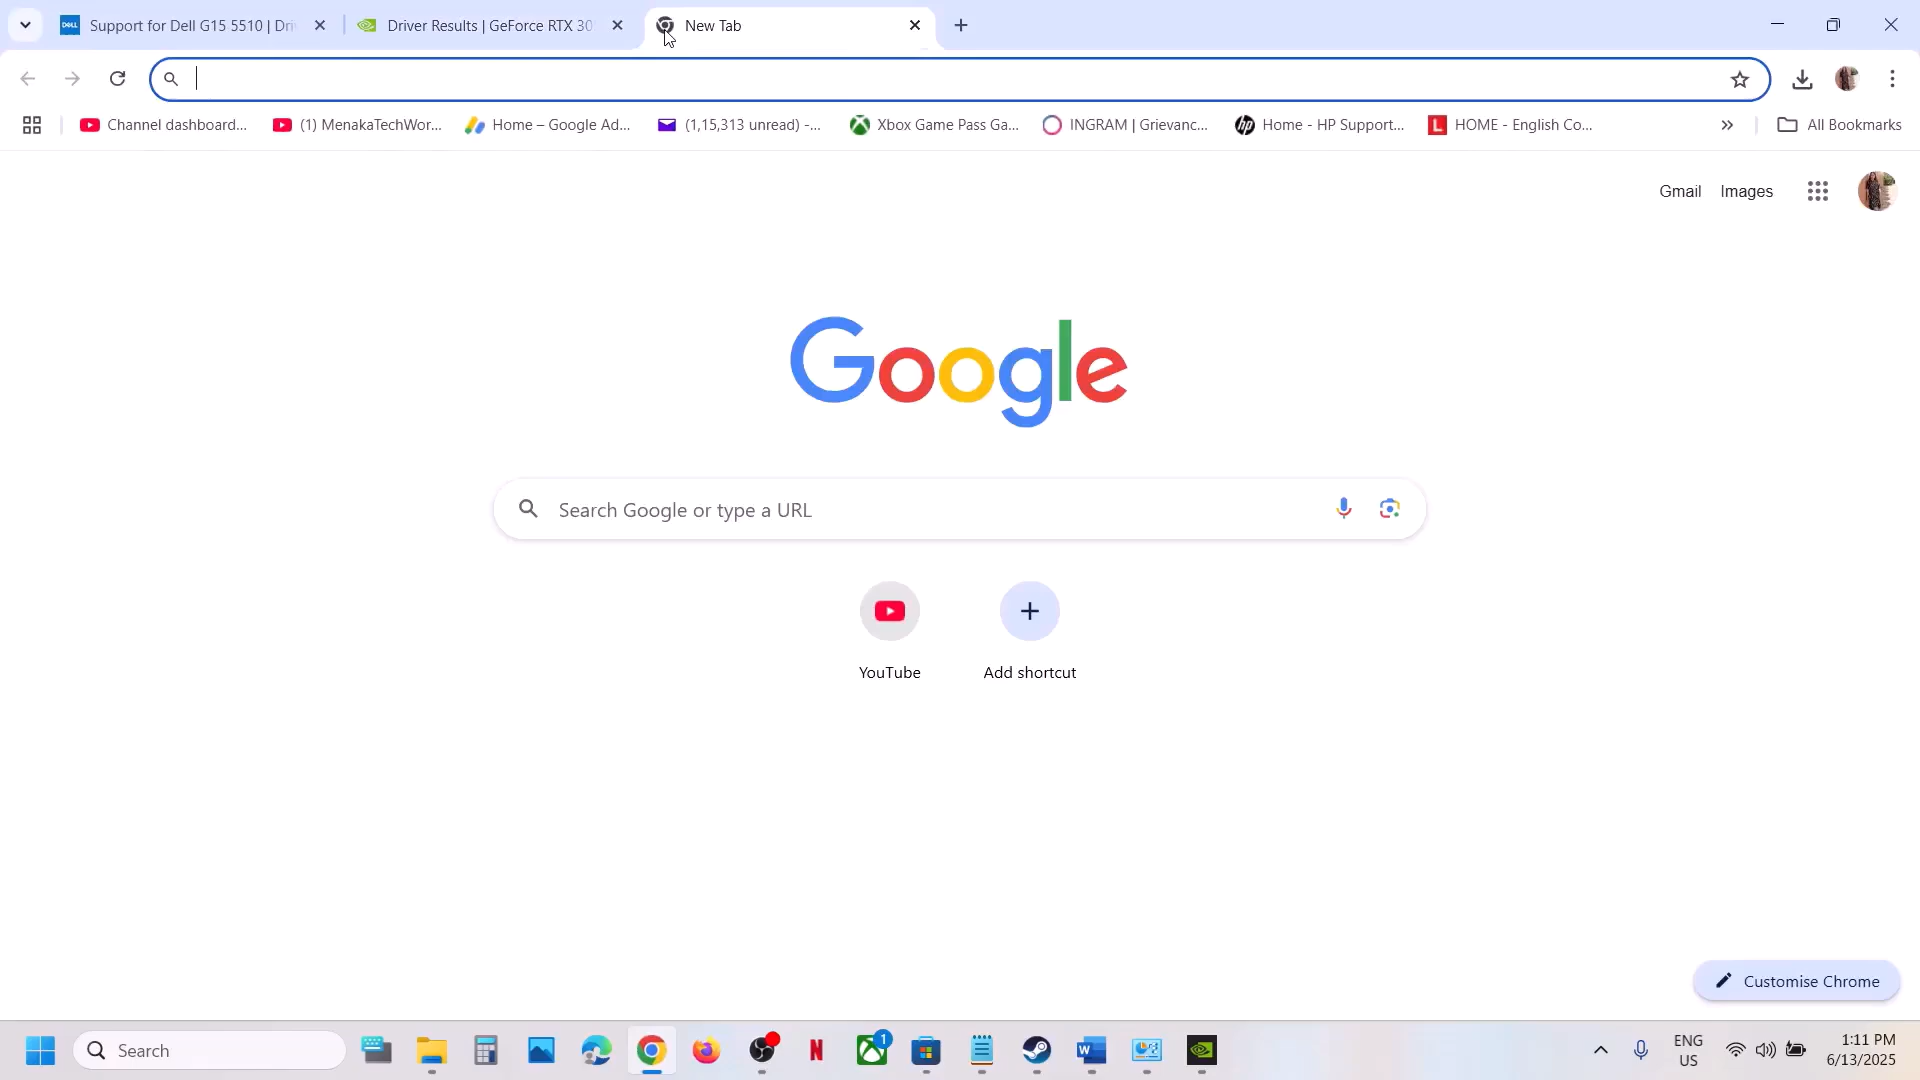 Support for Dell G15 5510 | Dri
Driver Results | GeForce RTX 30
New Tab
Channel dashboard...
(1) MenakaTechWor...
Home – Google Ad...
(1,15,313 unread) -...
Xbox Game Pass Ga...
INGRAM | Grievanc...
Home - HP Support...
HOME - English Co...
All Bookmarks
Gmail
Images
Google
Search Google or type a URL
YouTube
Add shortcut
Customise Chrome
Search
1
ENG
US
1:11 PM
6/13/2025